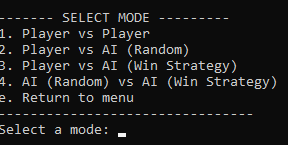 ------- SELECT MODE ---------
1. Player vs Player
2. Player vs AI (Random)
3. Player vs AI (Win Strategy)
4. AI (Random) vs AI (Win Strategy)
e. Return to menu
--------------------------------
Select a mode: _